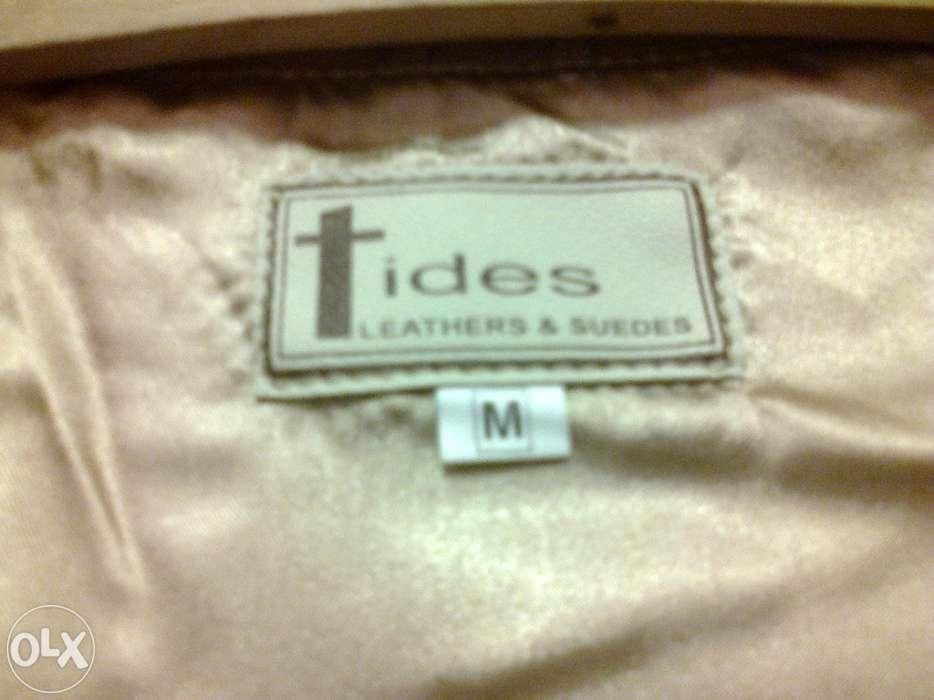 tides
LEATHERS & SUEDES
M
OLX